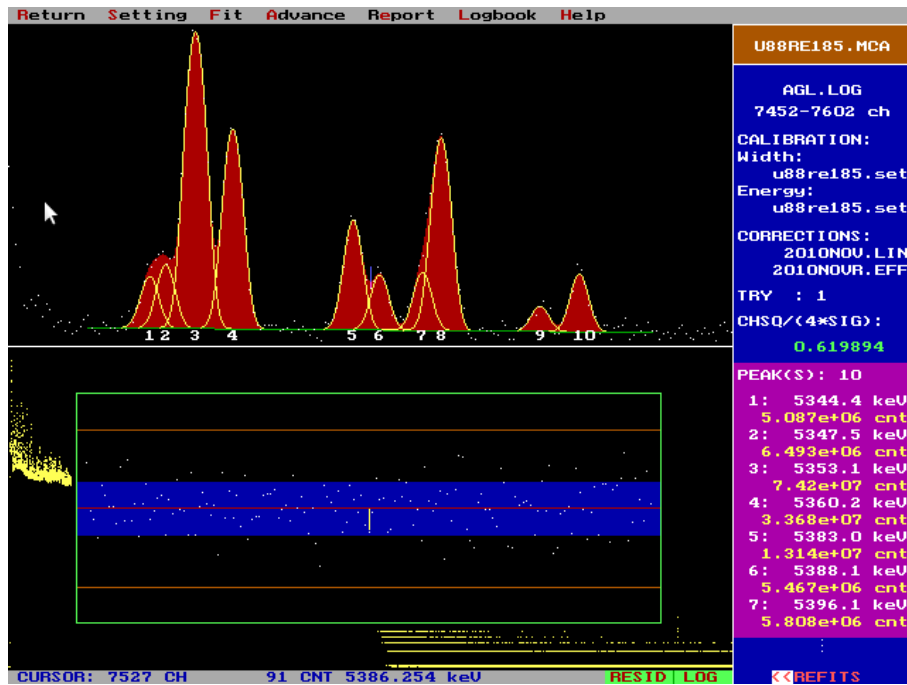 Return Setting Fit Advance Report Logbook Help
U88RE185.MCA
AGL.LOG
7452-7602 ch
CALIBRATION:
Width:
u88re185.set
Energy:
u88re185.set
CORRECTIONS:
2010NOV.LIN
2010NOVR.EFF
TRY : 1
CHSQ/(4*SIG):
0.619894
PEAK(S): 10
1: 5344.4 keV
5.087e+06 cnt
2: 5347.5 keV
6.493e+06 cnt
3: 5353.1 keV
7.42e+07 cnt
4: 5360.2 keV
3.368e+07 cnt
5: 5383.0 keV
1.314e+07 cnt
6: 5388.1 keV
5.467e+06 cnt
7: 5396.1 keV
5.808e+06 cnt
1 2 3 4 5 6 7 8 9 10
CURSOR: 7527 CH 91 CNT 5386.254 keV RESID LOG <<REFITS